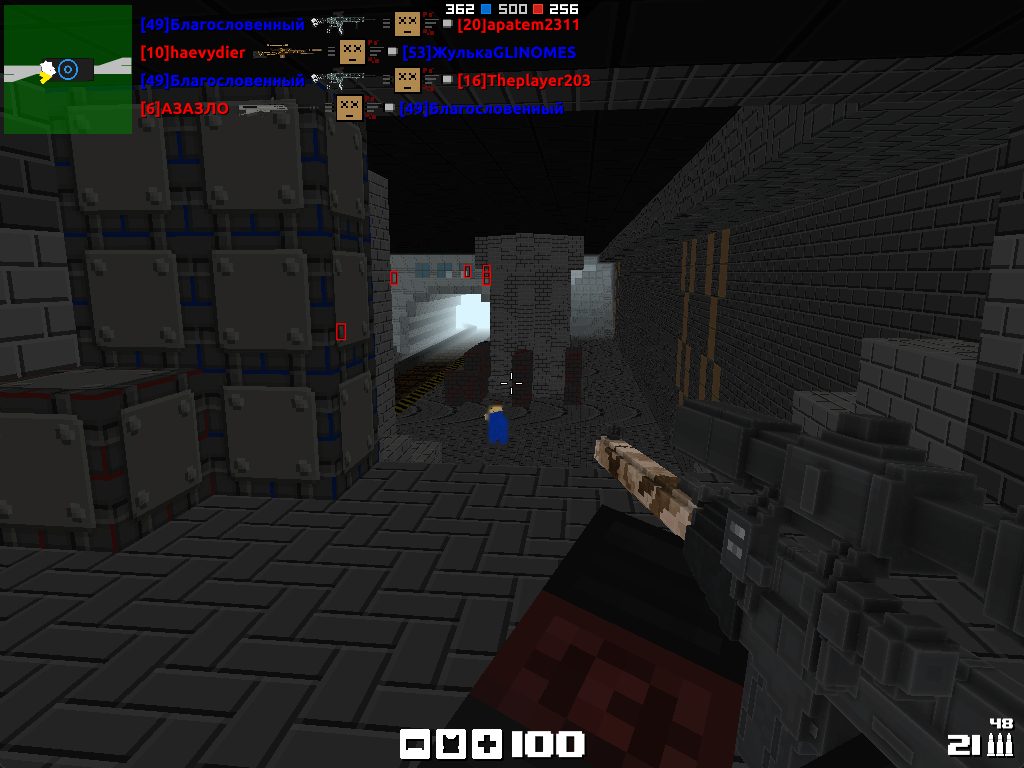 362 500 256
[49]Благословенный [20]apatem2311
[10]haevydier [53]ЖулькаGLINOMES
[49]Благословенный [16]Theplayer203
[6]АЗАЗЛО [49]Благословенный
100
48
21